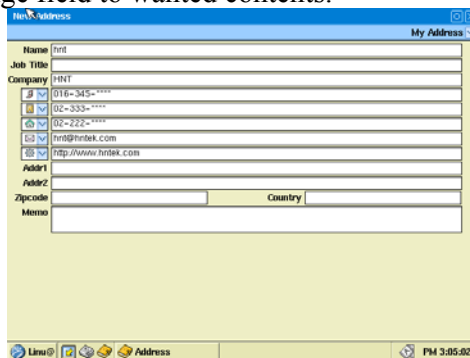 ge field to wanted contents.
New Address
My Address
Name hnt
Job Title
Company HNT
016-345-****
02-333-****
02-222-****
hnt@hntek.com
http://www.hntek.com
Addr1
Addr2
Zipcode Country
Memo
Linu@ Address PM 3:05:02